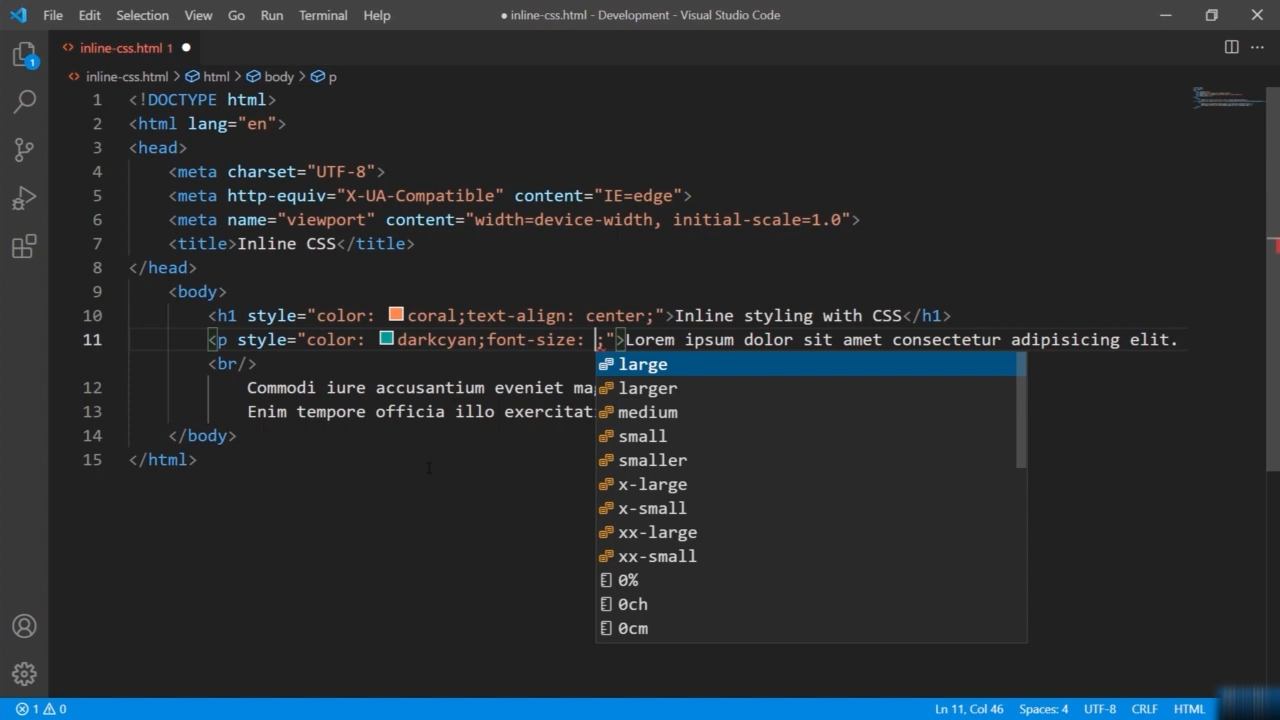 File Edit Selection View Go Run Terminal Help ● inline-css.html - Development - Visual Studio Code
inline-css.html 1
inline-css.html > html > body > p
1 <!DOCTYPE html>
2 <html lang="en">
3 <head>
4 <meta charset="UTF-8">
5 <meta http-equiv="X-UA-Compatible" content="IE=edge">
6 <meta name="viewport" content="width=device-width, initial-scale=1.0">
7 <title>Inline CSS</title>
8 </head>
9 <body>
10 <h1 style="color: coral;text-align: center;">Inline styling with CSS</h1>
11 <p style="color: darkcyan;font-size: ;">Lorem ipsum dolor sit amet consectetur adipisicing elit.
<br/>
12 Commodi iure accusantium eveniet
13 Enim tempore officia illo
14 </body>
15 </html>
large
larger
medium
small
smaller
x-large
x-small
xx-large
xx-small
0%
0ch
0cm
1
1 0 Ln 11, Col 46 Spaces: 4 UTF-8 CRLF HTML